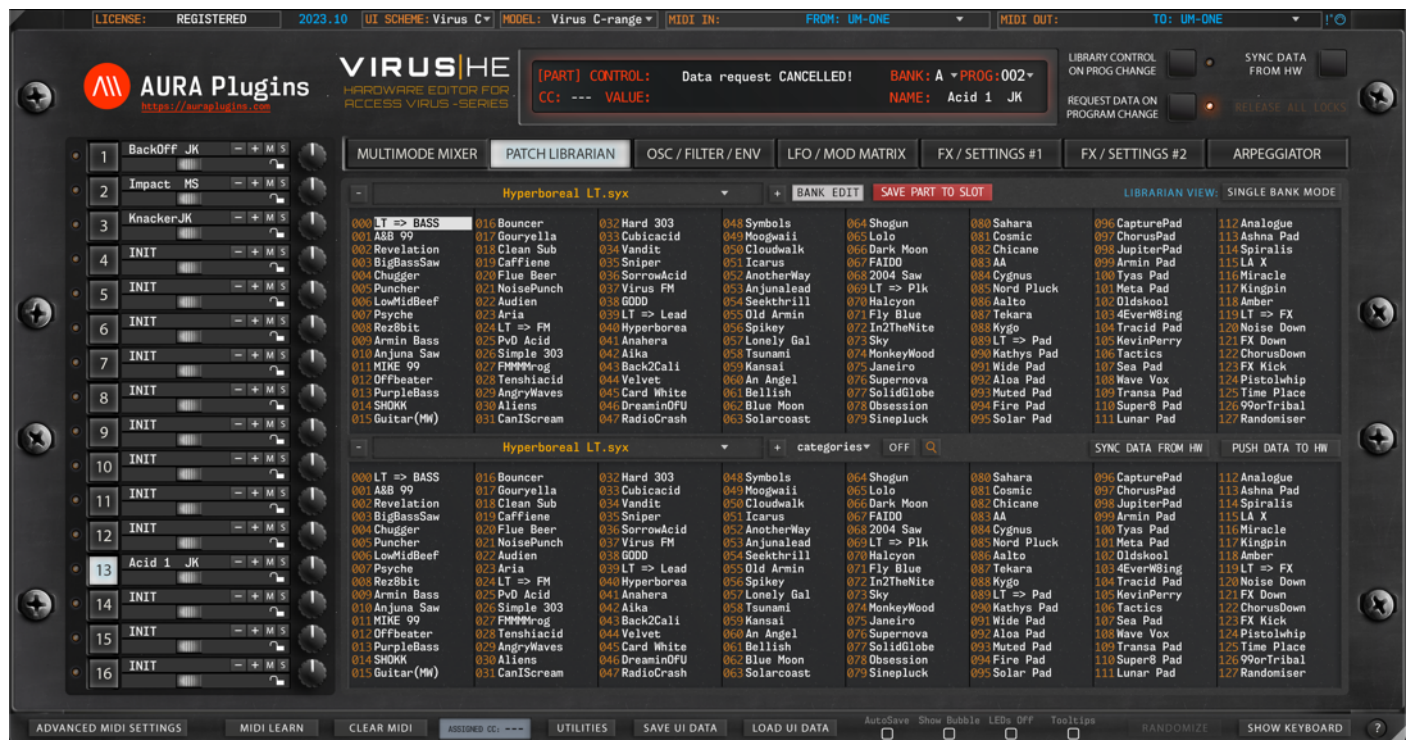 LICENSE: REGISTERED 2023.10 UI SCHEME: Virus C MODEL: Virus C-range MIDI IN: FROM: UM-ONE MIDI OUT: TO: UM-ONE
AURA Plugins
https://auraplugins.com
VIRUS|HE
HARDWARE EDITOR FOR
ACCESS VIRUS -SERIES
[PART] CONTROL: Data request CANCELLED! BANK: A PROG:002
CC: --- VALUE: NAME: Acid 1 JK
LIBRARY CONTROL
ON PROG CHANGE
SYNC DATA
FROM HW
REQUEST DATA ON
PROGRAM CHANGE
RELEASE ALL LOCKS
1 BackOff JK - + M S
2 Impact MS - + M S
3 KnackerJK - + M S
4 INIT - + M S
5 INIT - + M S
6 INIT - + M S
7 INIT - + M S
8 INIT - + M S
9 INIT - + M S
10 INIT - + M S
11 INIT - + M S
12 INIT - + M S
13 Acid 1 JK - + M S
14 INIT - + M S
15 INIT - + M S
16 INIT - + M S
MULTIMODE MIXER PATCH LIBRARIAN OSC / FILTER / ENV LFO / MOD MATRIX FX / SETTINGS #1 FX / SETTINGS #2 ARPEGGIATOR
- Hyperboreal LT.syx + BANK EDIT SAVE PART TO SLOT LIBRARIAN VIEW: SINGLE BANK MODE
000 LT => BASS 016 Bouncer 032 Hard 303 048 Symbols 064 Shogun 080 Sahara 096 CapturePad 112 Analogue
001 A&B 99 017 Gouryella 033 Cubicacid 049 Moogwaii 065 Lolo 081 Cosmic 097 ChorusPad 113 Ashna Pad
002 Revelation 018 Clean Sub 034 Vandit 050 Cloudwalk 066 Dark Moon 082 Chicane 098 JupiterPad 114 Spiralis
003 BigBassSaw 019 Caffiene 035 Sniper 051 Icarus 067 FAIDO 083 AA 099 Armin Pad 115 LA X
004 Chugger 020 Flue Beer 036 SorrowAcid 052 AnotherWay 068 2004 Saw 084 Cygnus 100 Tyas Pad 116 Miracle
005 Puncher 021 NoisePunch 037 Virus FM 053 Anjunalead 069 LT => Plk 085 Nord Pluck 101 Meta Pad 117 Kingpin
006 LowMidBeef 022 Audien 038 GODD 054 Seekthrill 070 Halcyon 086 Aalto 102 Oldskool 118 Amber
007 Psyche 023 Aria 039 LT => Lead 055 Old Armin 071 Fly Blue 087 Tekara 103 4EverW8ing 119 LT => FX
008 Rez8bit 024 LT => FM 040 Hyperborea 056 Spikey 072 In2TheNite 088 Kygo 104 Tracid Pad 120 Noise Down
009 Armin Bass 025 PvD Acid 041 Anahera 057 Lonely Gal 073 Sky 089 LT => Pad 105 KevinPerry 121 FX Down
010 Anjuna Saw 026 Simple 303 042 Aika 058 Tsunami 074 MonkeyWood 090 Kathys Pad 106 Tactics 122 ChorusDown
011 MIKE 99 027 FMMMMrog 043 Back2Cali 059 Kansai 075 Janeiro 091 Wide Pad 107 Sea Pad 123 FX Kick
012 Offbeater 028 Tenshiacid 044 Velvet 060 An Angel 076 Supernova 092 Aloa Pad 108 Wave Vox 124 Pistolwhip
013 PurpleBass 029 AngryWaves 045 Card White 061 Bellish 077 SolidGlobe 093 Muted Pad 109 Transa Pad 125 Time Place
014 SHOKK 030 Aliens 046 DreaminOfU 062 Blue Moon 078 Obsession 094 Fire Pad 110 Super8 Pad 126 99orTribal
015 Guitar(MW) 031 CanIScream 047 RadioCrash 063 Solarcoast 079 Sinepluck 095 Solar Pad 111 Lunar Pad 127 Randomiser
- Hyperboreal LT.syx + categories OFF SYNC DATA FROM HW PUSH DATA TO HW
000 LT => BASS 016 Bouncer 032 Hard 303 048 Symbols 064 Shogun 080 Sahara 096 CapturePad 112 Analogue
001 A&B 99 017 Gouryella 033 Cubicacid 049 Moogwaii 065 Lolo 081 Cosmic 097 ChorusPad 113 Ashna Pad
002 Revelation 018 Clean Sub 034 Vandit 050 Cloudwalk 066 Dark Moon 082 Chicane 098 JupiterPad 114 Spiralis
003 BigBassSaw 019 Caffiene 035 Sniper 051 Icarus 067 FAIDO 083 AA 099 Armin Pad 115 LA X
004 Chugger 020 Flue Beer 036 SorrowAcid 052 AnotherWay 068 2004 Saw 084 Cygnus 100 Tyas Pad 116 Miracle
005 Puncher 021 NoisePunch 037 Virus FM 053 Anjunalead 069 LT => Plk 085 Nord Pluck 101 Meta Pad 117 Kingpin
006 LowMidBeef 022 Audien 038 GODD 054 Seekthrill 070 Halcyon 086 Aalto 102 Oldskool 118 Amber
007 Psyche 023 Aria 039 LT => Lead 055 Old Armin 071 Fly Blue 087 Tekara 103 4EverW8ing 119 LT => FX
008 Rez8bit 024 LT => FM 040 Hyperborea 056 Spikey 072 In2TheNite 088 Kygo 104 Tracid Pad 120 Noise Down
009 Armin Bass 025 PvD Acid 041 Anahera 057 Lonely Gal 073 Sky 089 LT => Pad 105 KevinPerry 121 FX Down
010 Anjuna Saw 026 Simple 303 042 Aika 058 Tsunami 074 MonkeyWood 090 Kathys Pad 106 Tactics 122 ChorusDown
011 MIKE 99 027 FMMMMrog 043 Back2Cali 059 Kansai 075 Janeiro 091 Wide Pad 107 Sea Pad 123 FX Kick
012 Offbeater 028 Tenshiacid 044 Velvet 060 An Angel 076 Supernova 092 Aloa Pad 108 Wave Vox 124 Pistolwhip
013 PurpleBass 029 AngryWaves 045 Card White 061 Bellish 077 SolidGlobe 093 Muted Pad 109 Transa Pad 125 Time Place
014 SHOKK 030 Aliens 046 DreaminOfU 062 Blue Moon 078 Obsession 094 Fire Pad 110 Super8 Pad 126 99orTribal
015 Guitar(MW) 031 CanIScream 047 RadioCrash 063 Solarcoast 079 Sinepluck 095 Solar Pad 111 Lunar Pad 127 Randomiser
ADVANCED MIDI SETTINGS MIDI LEARN CLEAR MIDI ASSIGNED CC: --- UTILITIES SAVE UI DATA LOAD UI DATA AutoSave Show Bubble LEDs Off Tooltips RANDOMIZE SHOW KEYBOARD ?